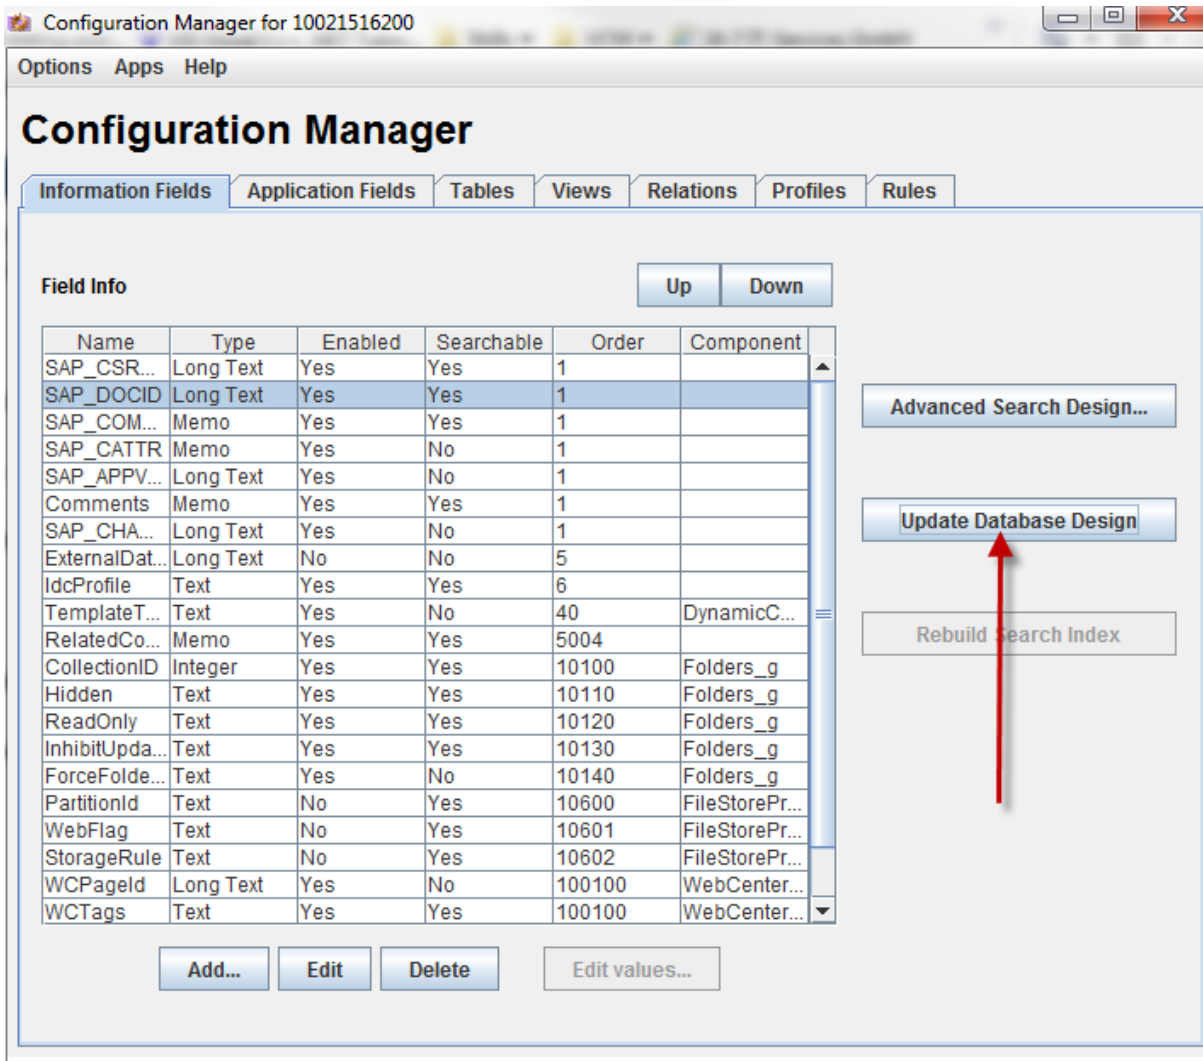 Configuration Manager for 10021516200
Options Apps Help
Configuration Manager
Information Fields Application Fields Tables Views Relations Profiles Rules
Field Info Up Down
Name Type Enabled Searchable Order Component
SAP_CSR... Long Text Yes Yes 1
SAP_DOCID Long Text Yes Yes 1
SAP_COM... Memo Yes Yes 1
SAP_CATTR Memo Yes No 1
SAP_APPV... Long Text Yes No 1
Comments Memo Yes Yes 1
SAP_CHA... Long Text Yes No 1
ExternalDat... Long Text No No 5
IdcProfile Text Yes Yes 6
TemplateT... Text Yes No 40 DynamicC...
RelatedCo... Memo Yes Yes 5004
CollectionID Integer Yes Yes 10100 Folders_g
Hidden Text Yes Yes 10110 Folders_g
ReadOnly Text Yes Yes 10120 Folders_g
InhibitUpda... Text Yes Yes 10130 Folders_g
ForceFolde... Text Yes No 10140 Folders_g
PartitionId Text No Yes 10600 FileStorePr...
WebFlag Text No Yes 10601 FileStorePr...
StorageRule Text No Yes 10602 FileStorePr...
WCPageId Long Text Yes No 100100 WebCenter...
WCTags Text Yes Yes 100100 WebCenter...
Advanced Search Design...
Update Database Design
Rebuild Search Index
Add... Edit Delete Edit values...